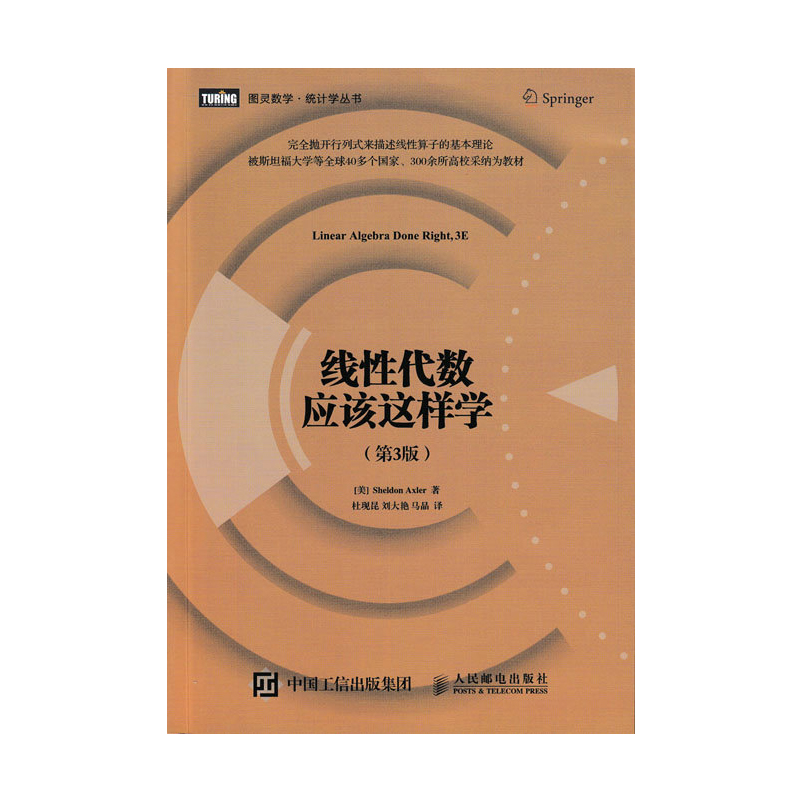 TURING 图灵数学·统计学丛书 Springer
完全抛开行列式来描述线性算子的基本理论
被斯坦福大学等全球40多个国家、300余所高校采纳为教材
Linear Algebra Done Right, 3E
线性代数
应该这样学
（第3版）
[美] Sheldon Axler 著
杜现昆 刘大艳 马晶 译
中国工信出版集团 人民邮电出版社
POSTS & TELECOM PRESS